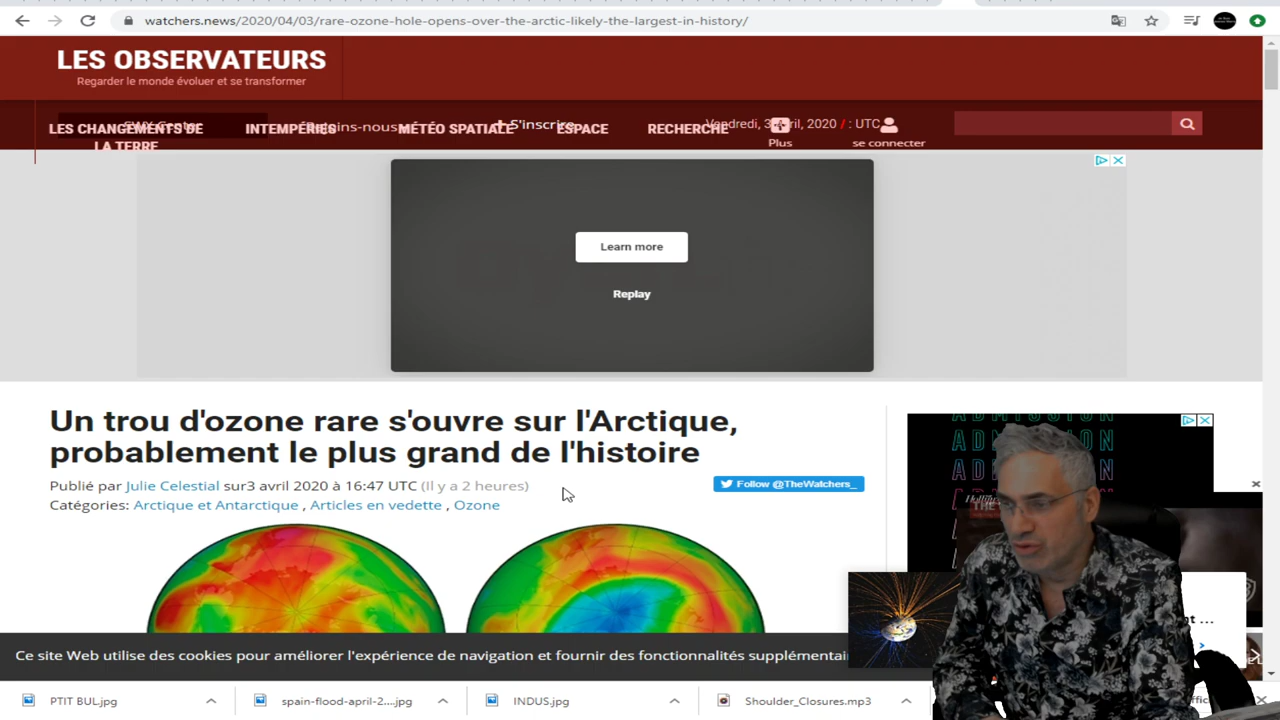 watchers.news/2020/04/03/rare-ozone-hole-opens-over-the-arctic-likely-the-largest-in-history/
LES OBSERVATEURS
Regarder le monde évoluer et se transformer
LES CHANGEMENTS DE
LA TERRE
INTEMPÉRIES
MÉTÉO SPATIALE
S'inscrire
ESPACE
RECHERCHE
Plus
se connecter
Learn more
Replay
Un trou d'ozone rare s'ouvre sur l'Arctique,
probablement le plus grand de l'histoire
Publié par Julie Celestial sur3 avril 2020 à 16:47 UTC (Il y a 2 heures)
Follow @TheWatchers_
Catégories: Arctique et Antarctique , Articles en vedette , Ozone
Ce site Web utilise des cookies pour améliorer l'expérience de navigation et fournir des fonctionnalités
PTIT BUL.jpg
spain-flood-april-2....jpg
INDUS.jpg
Shoulder_Closures.mp3